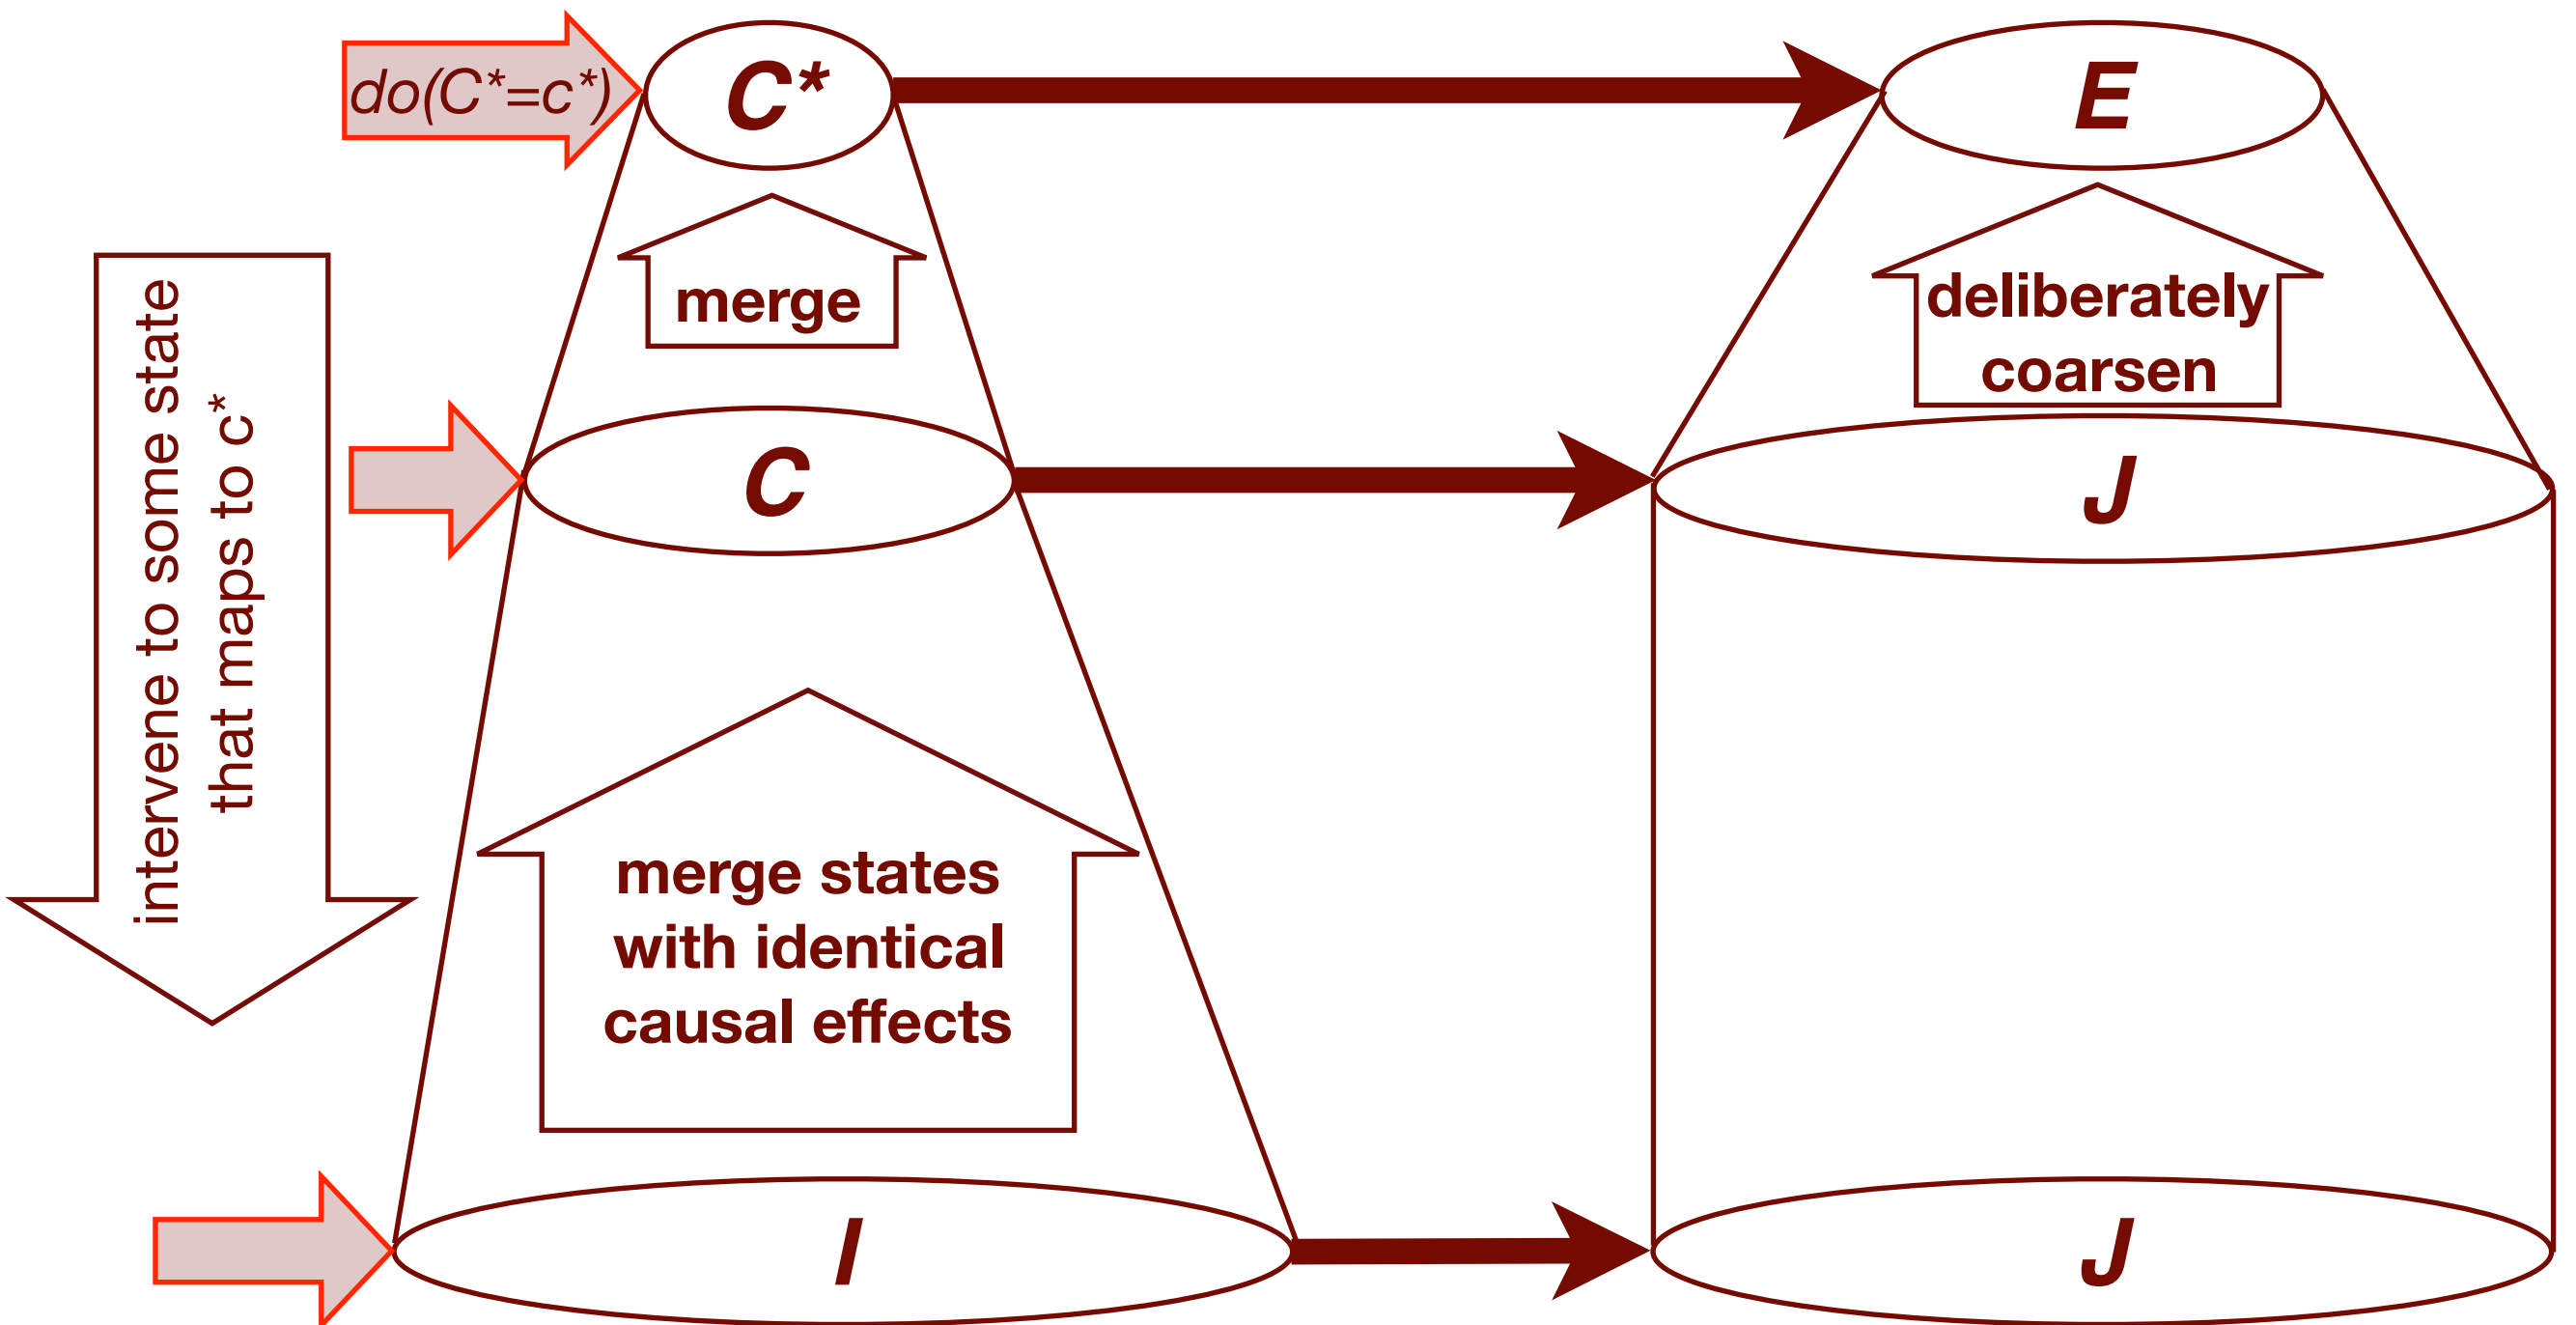 do(C*=c*)
C*
E
merge
deliberately
coarsen
intervene to some state
that maps to c*
C
J
merge states
with identical
causal effects
I
J